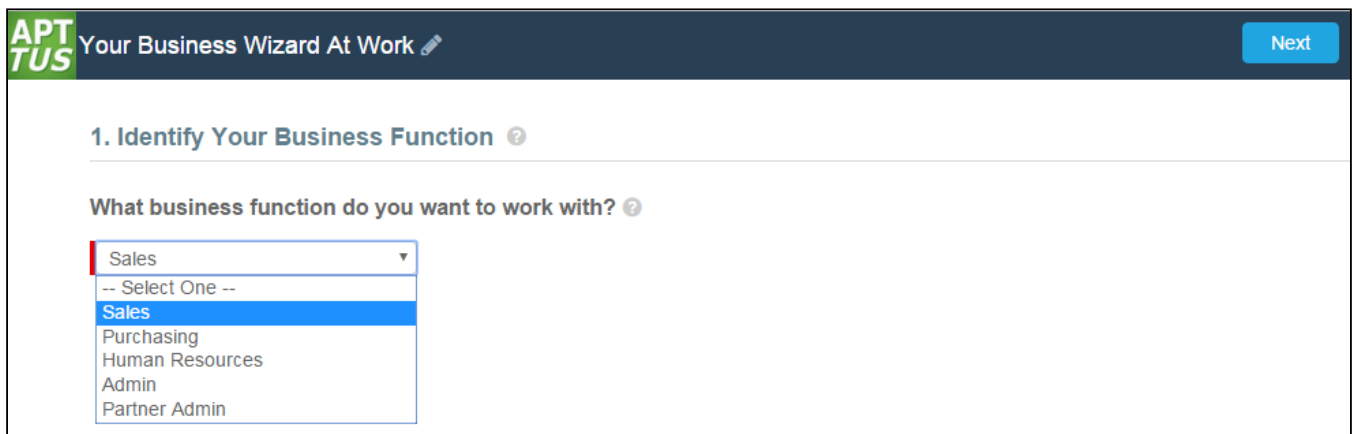 APT
TUS
Your Business Wizard At Work
Next
1. Identify Your Business Function
What business function do you want to work with?
Sales
-- Select One --
Sales
Purchasing
Human Resources
Admin
Partner Admin